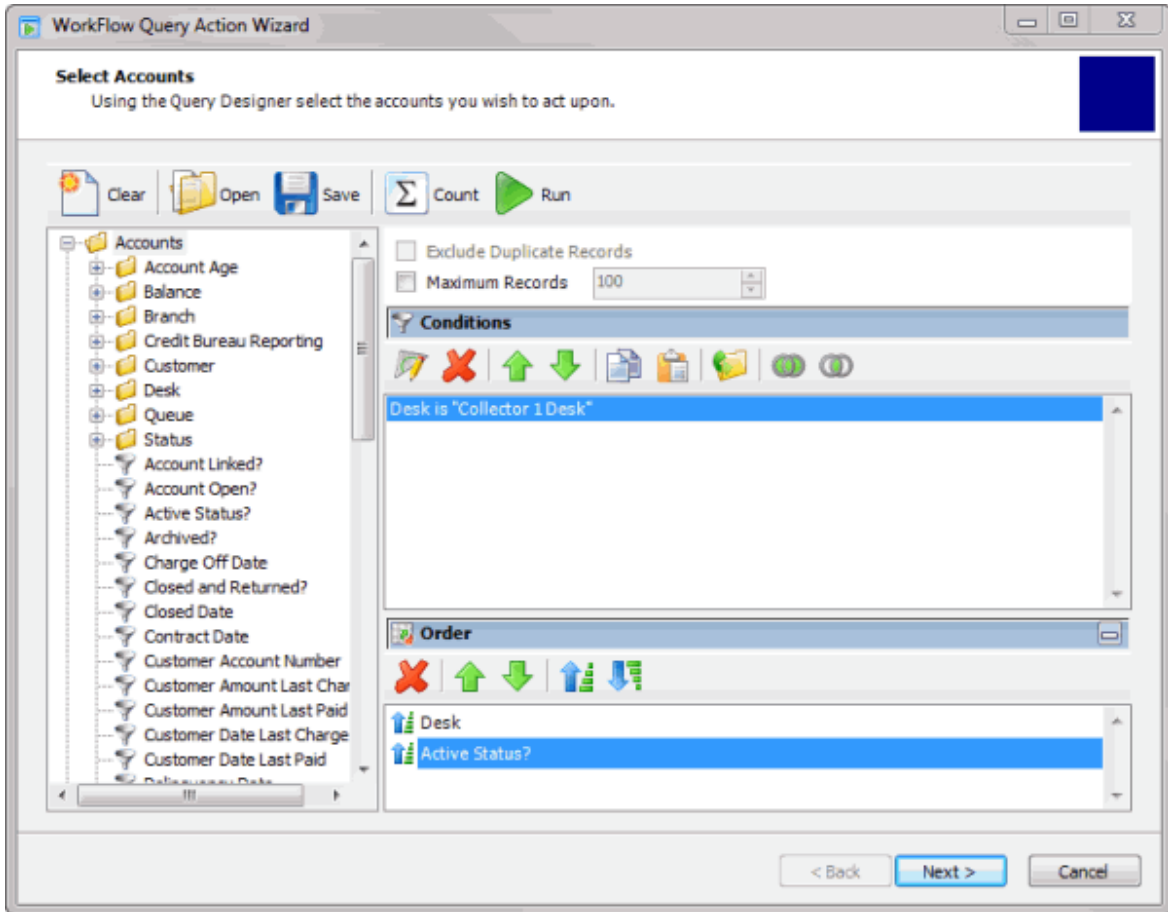 WorkFlow Query Action Wizard
Select Accounts
Using the Query Designer select the accounts you wish to act upon.
Clear Open Save Σ Count Run
Accounts
Account Age
Balance
Branch
Credit Bureau Reporting
Customer
Desk
Queue
Status
Account Linked?
Account Open?
Active Status?
Archived?
Charge Off Date
Closed and Returned?
Closed Date
Contract Date
Customer Account Number
Customer Amount Last Char
Customer Amount Last Paid
Customer Date Last Charge
Customer Date Last Paid
Delinquency Date
Exclude Duplicate Records
Maximum Records 100
Conditions
Desk is "Collector 1 Desk"
Order
Desk
Active Status?
< Back Next > Cancel